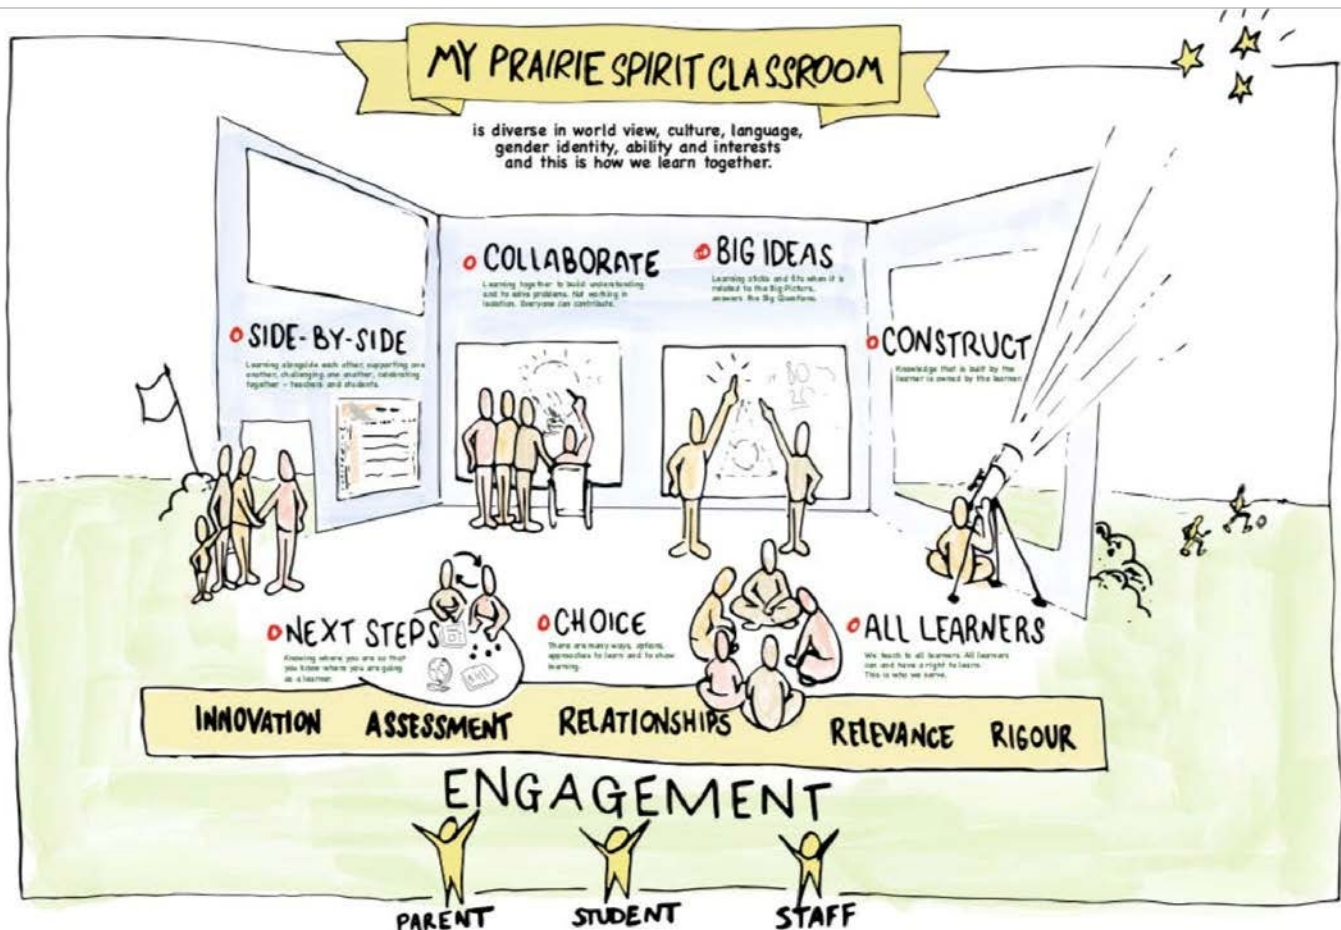 MY PRAIRIE SPIRIT CLASSROOM
is diverse in world view, culture, language,
gender identity, ability and interests
and this is how we learn together.
COLLABORATE
Learning together to build understanding
and to solve problems. Not working in
isolation. Everyone can contribute.
BIG IDEAS
Learning sticks and fits when it is
related to the Big Picture,
answers the Big Questions.
SIDE-BY-SIDE
Learning alongside each other, supporting one
another, challenging one another, celebrating
together - teachers and students.
CONSTRUCT
Knowledge that is built by the
learner is owned by the learner.
NEXT STEPS
Knowing where you are so that
you know where you are going
as a learner.
CHOICE
There are many ways, options,
approaches to learn and to show
learning.
ALL LEARNERS
We teach to all learners. All learners
can and have a right to learn.
This is who we serve.
INNOVATION ASSESSMENT RELATIONSHIPS RELEVANCE RIGOUR
ENGAGEMENT
PARENT STUDENT STAFF